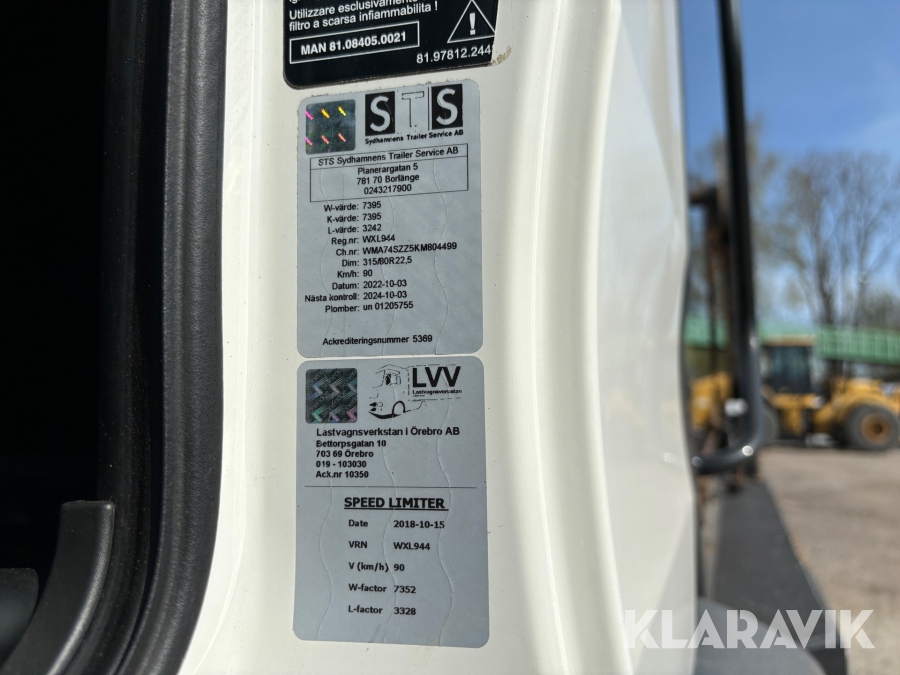 Utilizzare esclusivamente
filtro a scarsa infiammabilita !
MAN 81.08405.0021
81.97812.244
STS
Sydhamnens Trailer Service AB
STS Sydhamnens Trailer Service AB
Planerargatan 5
781 70 Borlänge
0243217900
W-värde: 7395
K-värde: 7395
L-värde: 3242
Reg.nr: WXL944
Ch.nr: WMA74SZZ5KM804499
Dim: 315/80R22,5
Km/h: 90
Datum: 2022-10-03
Nästa kontroll: 2024-10-03
Plomber: un 01205755
Ackrediteringsnummer 5369
LVV
Lastvagnsverkstan
Lastvagnsverkstan i Örebro AB
Bettorpsgatan 10
703 69 Örebro
019 - 103030
Ack.nr 10350
SPEED LIMITER
Date 2018-10-15
VRN WXL944
V (km/h) 90
W-factor 7352
L-factor 3328
KLARAVIK